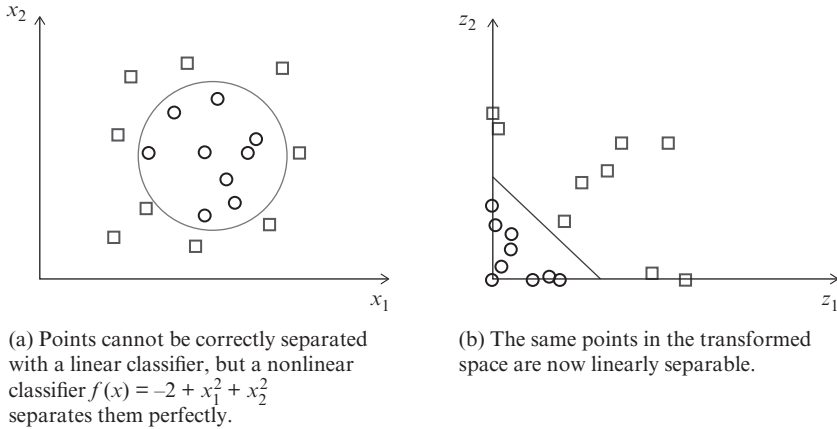 x₂
x₁
(a) Points cannot be correctly separated
with a linear classifier, but a nonlinear
classifier f (x) = –2 + x₁² + x₂²
separates them perfectly.
z₂
z₁
(b) The same points in the transformed
space are now linearly separable.